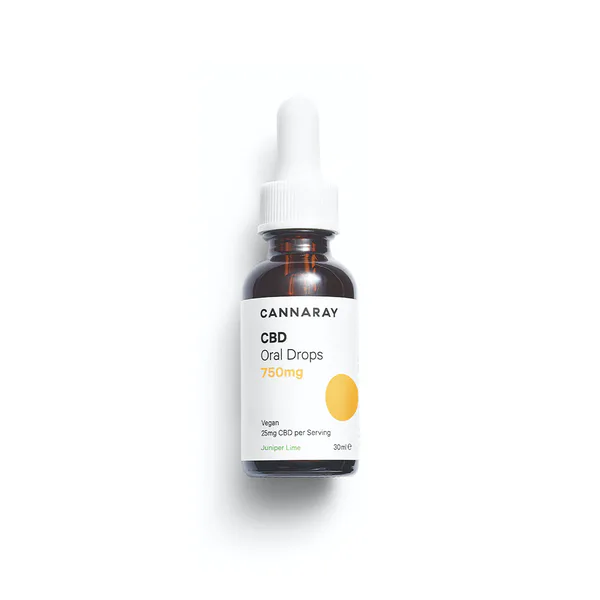 CANNARAY
CBD
Oral Drops
750mg
Vegan
25mg CBD per Serving
Juniper Lime
30ml ℮